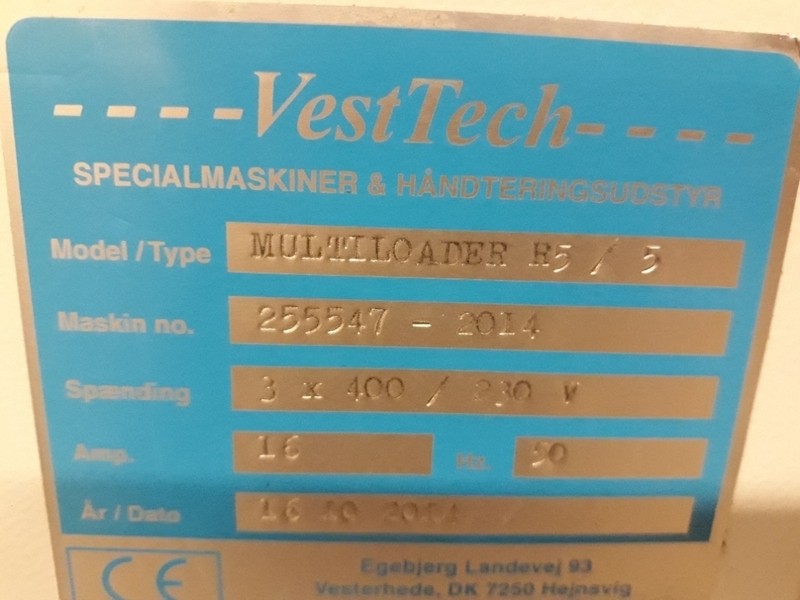 ----VestTech----
SPECIALMASKINER & HÅNDTERINGSUDSTYR
Model / Type MULTILOADER H5 / 5
Maskin no. 255547 - 2014
Spænding 3 x 400 / 230 V
Amp. 16 Hz. 50
År / Dato 16 10 2014
CE Egebjerg Landevej 93
Vesterhede, DK 7250 Hejnsvig